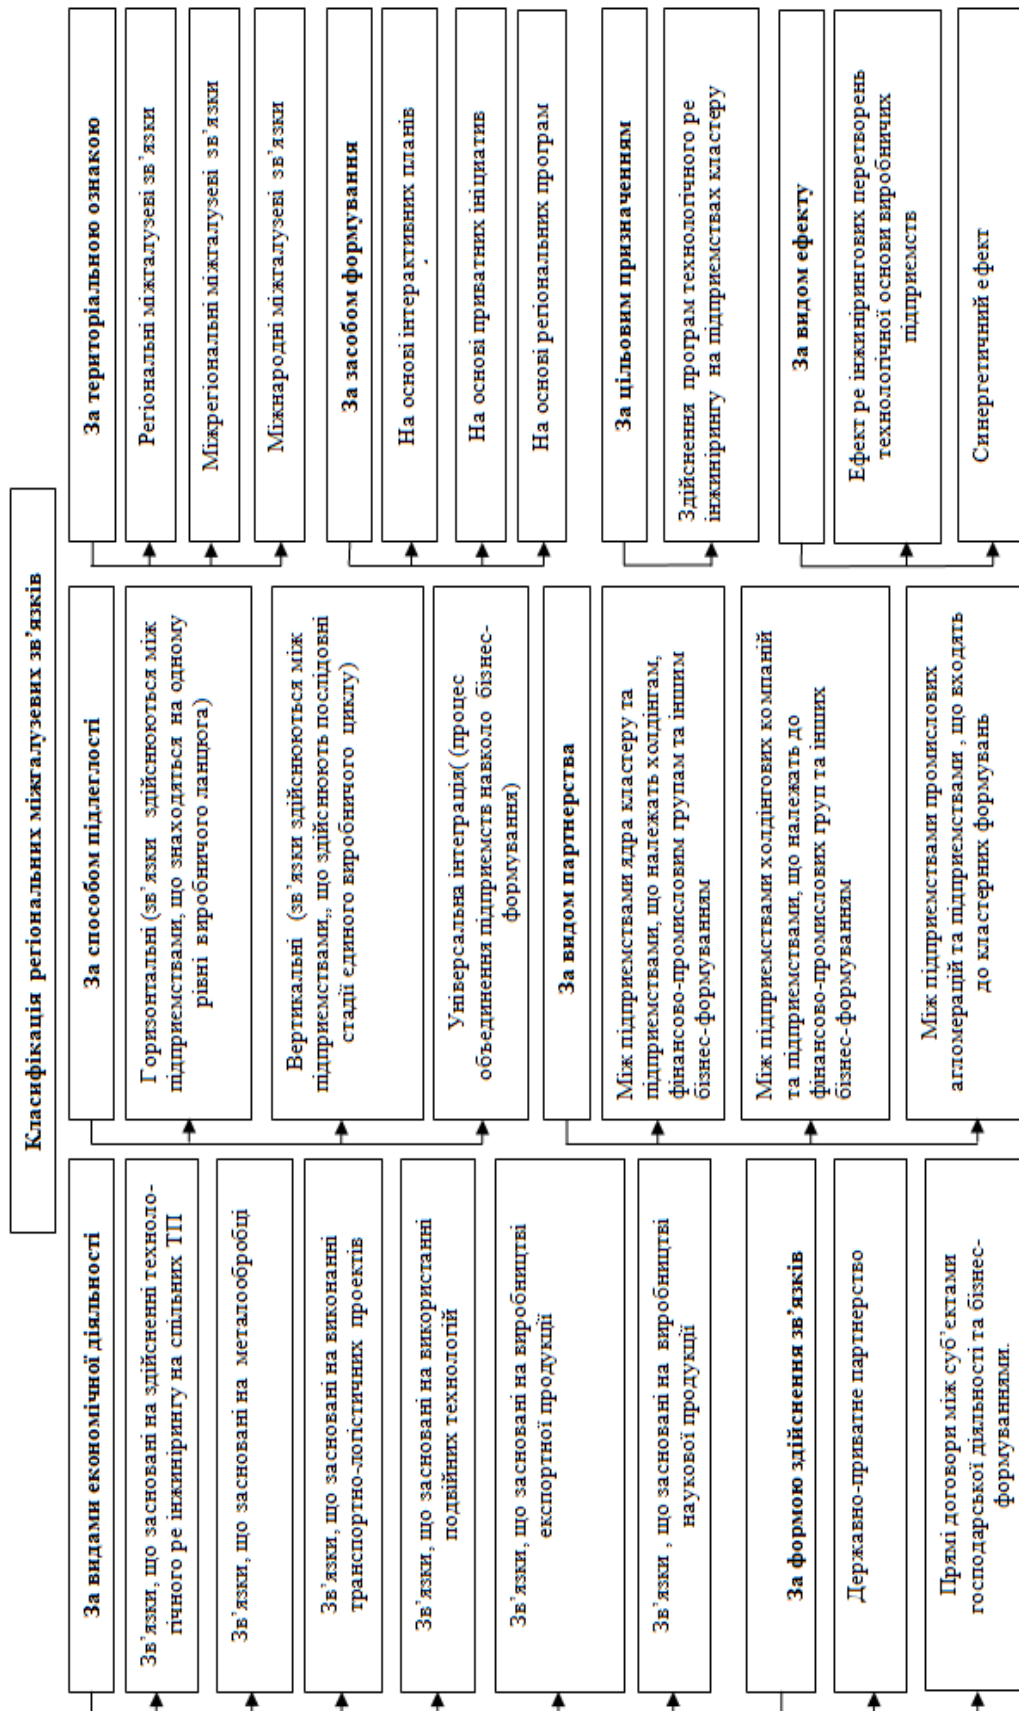 Класифікація регіональних міжгалузевих зв’язків
За видами економічної діяльності
Зв’язки, що засновані на здійсненні техноло-
гічного ре інжинірингу на спільних ТП
Зв’язки, що засновані на металообробці
Зв’язки, що засновані на виконанні
транспортно-логістичних проектів
Зв’язки, що засновані на використанні
подвійних технологій
Зв’язки, що засновані на виробництві
експортної продукції
Зв’язки , що засновані на виробництві
наукової продукції
За формою здійснення зв’язків
Державно-приватне партнерство
Прямі договори між суб’єктами
господарської діяльності та бізнес-
формуваннями.
За способом підлеглості
Горизонтальні (зв’язки здійснюються між
підприємствами, що знаходяться на одному
рівні виробничого ланцюга)
Вертикальні (зв’язки здійснюються між
підприємствами,, що здійснюють послідовні
стадії єдиного виробничого циклу)
Універсальна інтеграція( (процес
объединення підприємств навколо бізнес-
формування)
За видом партнерства
Між підприємствами ядра кластеру та
підприємствами, що належать холдінгам,
фінансово-промисловим групам та іншим
бізнес-формуванням
Між підприємствами холдінгових компаній
та підприємствами, що належать до
фінансово-промислових груп та інших
бізнес-формуванням
Між підприємствами промислових
агломерацій та підприємствами , що входять
до кластерних формувань
За територіальною ознакою
Регіональні міжгалузеві зв’язки
Міжрегіональні міжгалузеві зв’язки
Міжнародні міжгалузеві зв’язки
За засобом формування
На основі інтерактивних планів
На основі приватних ініциатив
На основі регіональних програм
За цільовим призначенням
Здійснення програм технологічного ре
інжинірингу на підприємствах кластеру
За видом ефекту
Ефект ре інжинірингових перетворень
технологічної основи виробничих
підприємств
Синергетичний ефект